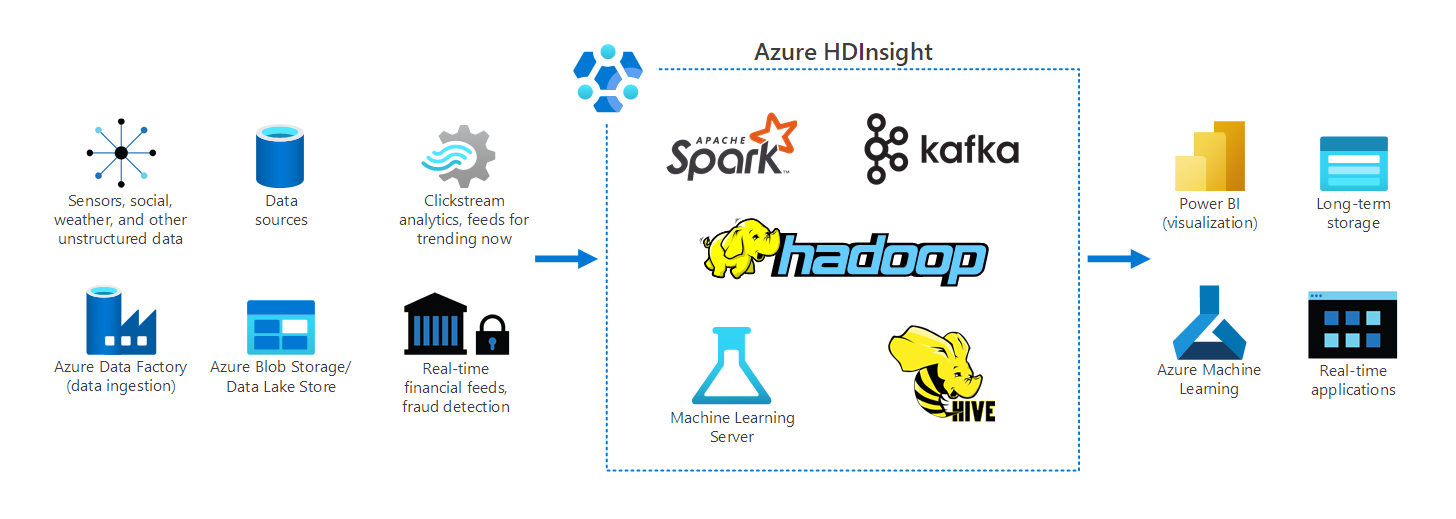 Azure HDInsight
Sensors, social,
weather, and other
unstructured data
Data
sources
Clickstream
analytics, feeds for
trending now
Azure Data Factory
(data ingestion)
Azure Blob Storage/
Data Lake Store
Real-time
financial feeds,
fraud detection
APACHE
Spark™
kafka
hadoop
Machine Learning
Server
HIVE
Power BI
(visualization)
Long-term
storage
Azure Machine
Learning
Real-time
applications